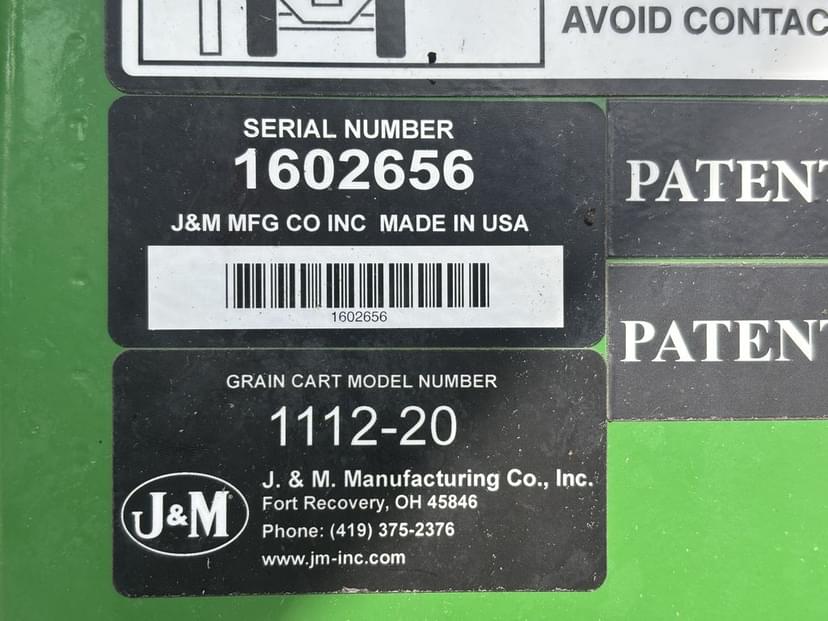 AVOID CONTAC
SERIAL NUMBER
1602656
J&M MFG CO INC MADE IN USA
1602656
PATENT
PATENT
GRAIN CART MODEL NUMBER
1112-20
J&M
J. & M. Manufacturing Co., Inc.
Fort Recovery, OH 45846
Phone: (419) 375-2376
www.jm-inc.com